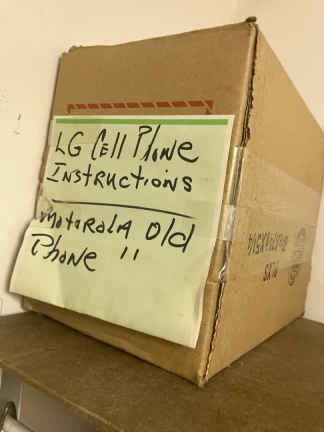 LG Cell Phone
Instructions
Motorola Old
Phone "